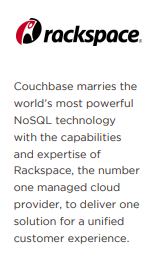 rackspace
Couchbase marries the
world's most powerful
NoSQL technology
with the capabilities
and expertise of
Rackspace, the number
one managed cloud
provider, to deliver one
solution for a unified
customer experience.